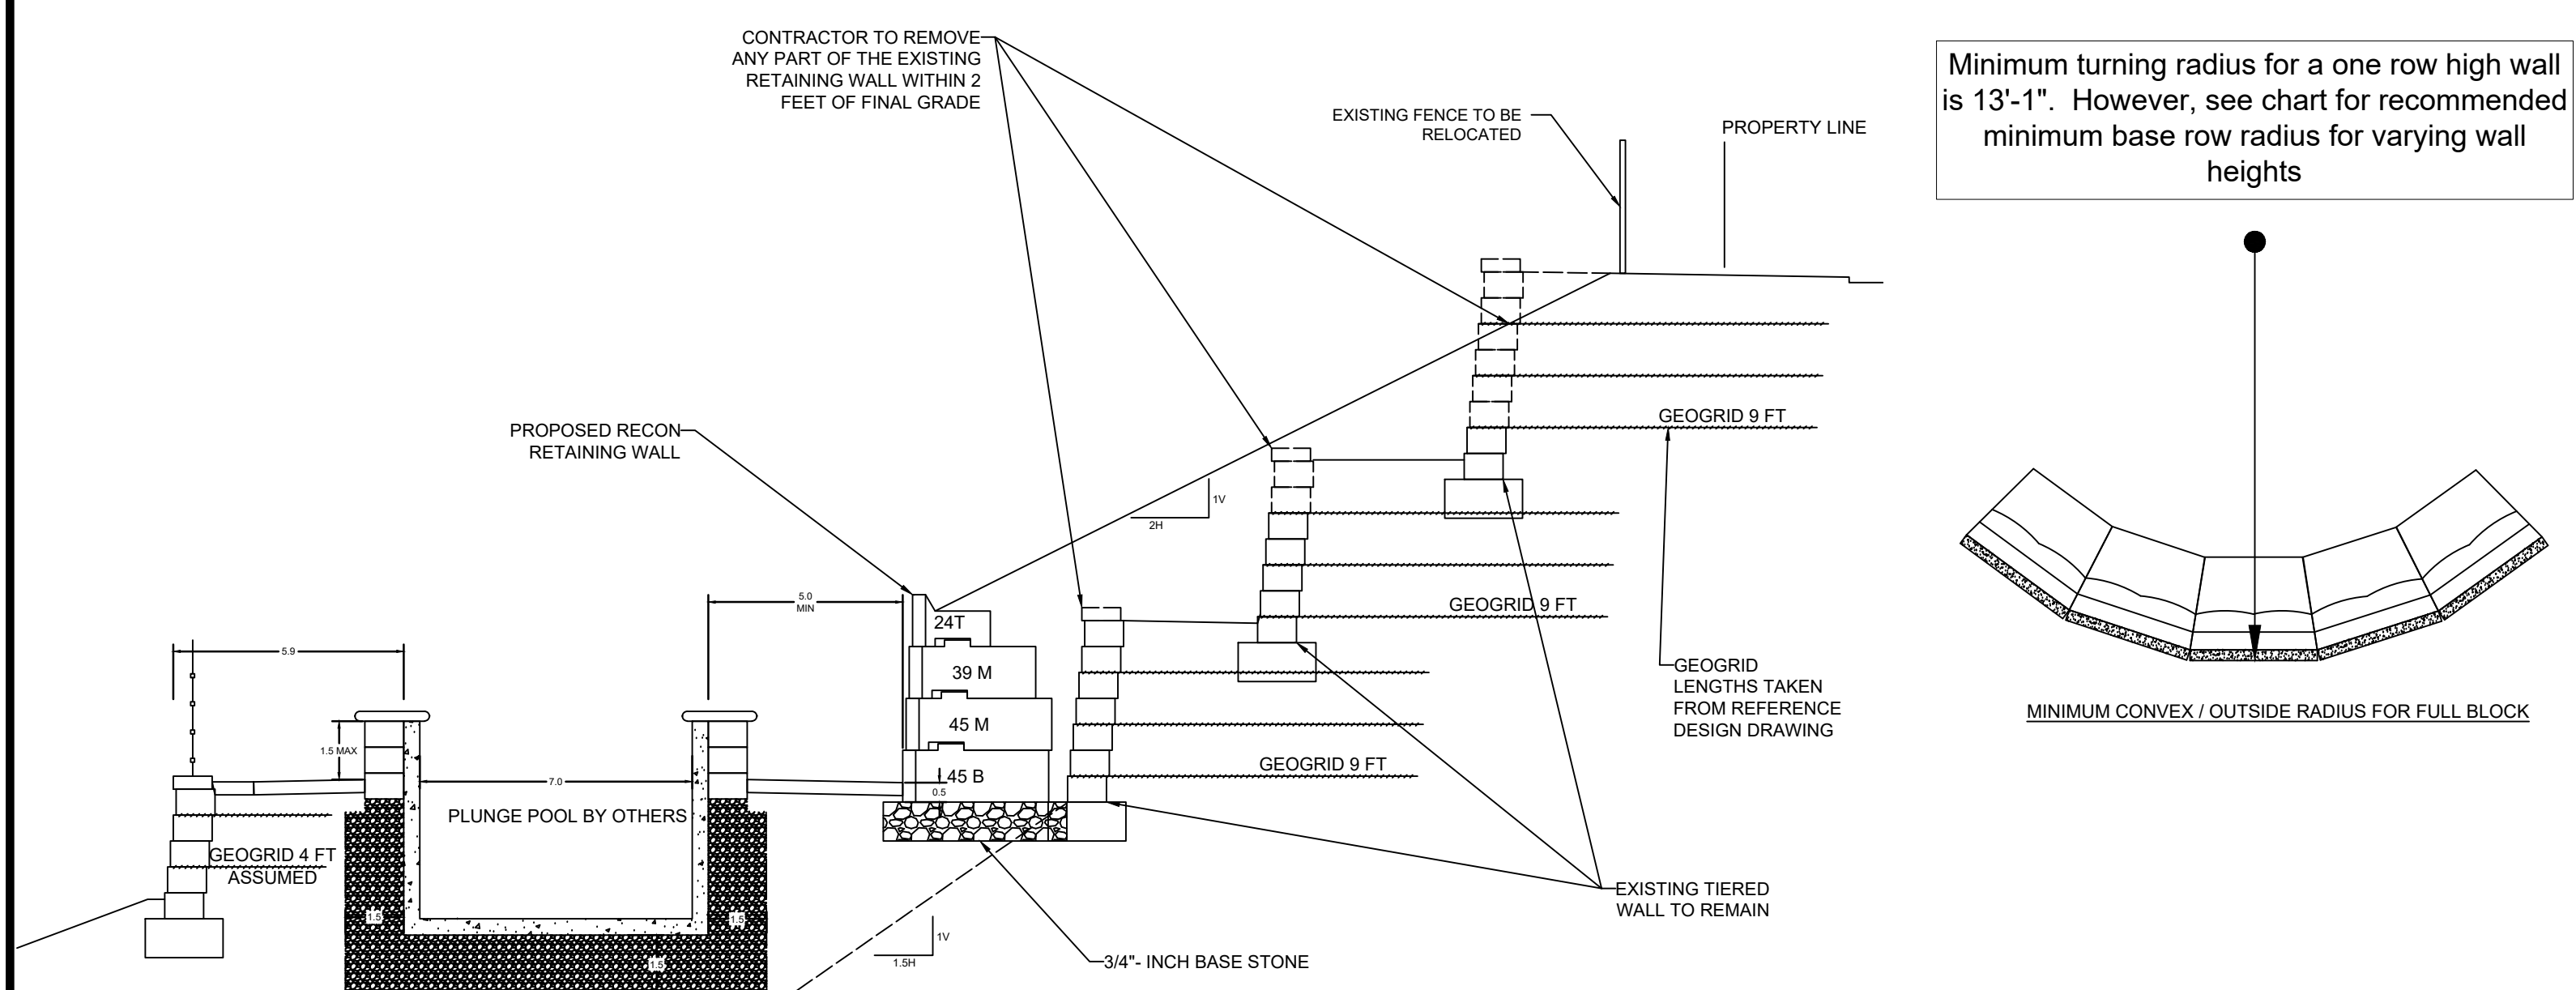 CONTRACTOR TO REMOVE
ANY PART OF THE EXISTING
RETAINING WALL WITHIN 2
FEET OF FINAL GRADE
EXISTING FENCE TO BE
RELOCATED
PROPERTY LINE
Minimum turning radius for a one row high wall
is 13'-1". However, see chart for recommended
minimum base row radius for varying wall
heights
GEOGRID 9 FT
PROPOSED RECON
RETAINING WALL
1V
2H
5.0
MIN
GEOGRID 9 FT
24T
5.9
39 M
GEOGRID
LENGTHS TAKEN
FROM REFERENCE
DESIGN DRAWING
MINIMUM CONVEX / OUTSIDE RADIUS FOR FULL BLOCK
45 M
1.5 MAX
7.0
45 B
0.5
GEOGRID 9 FT
PLUNGE POOL BY OTHERS
GEOGRID 4 FT
ASSUMED
EXISTING TIERED
WALL TO REMAIN
1.5
1.5
1V
1.5H
1.5
3/4"- INCH BASE STONE